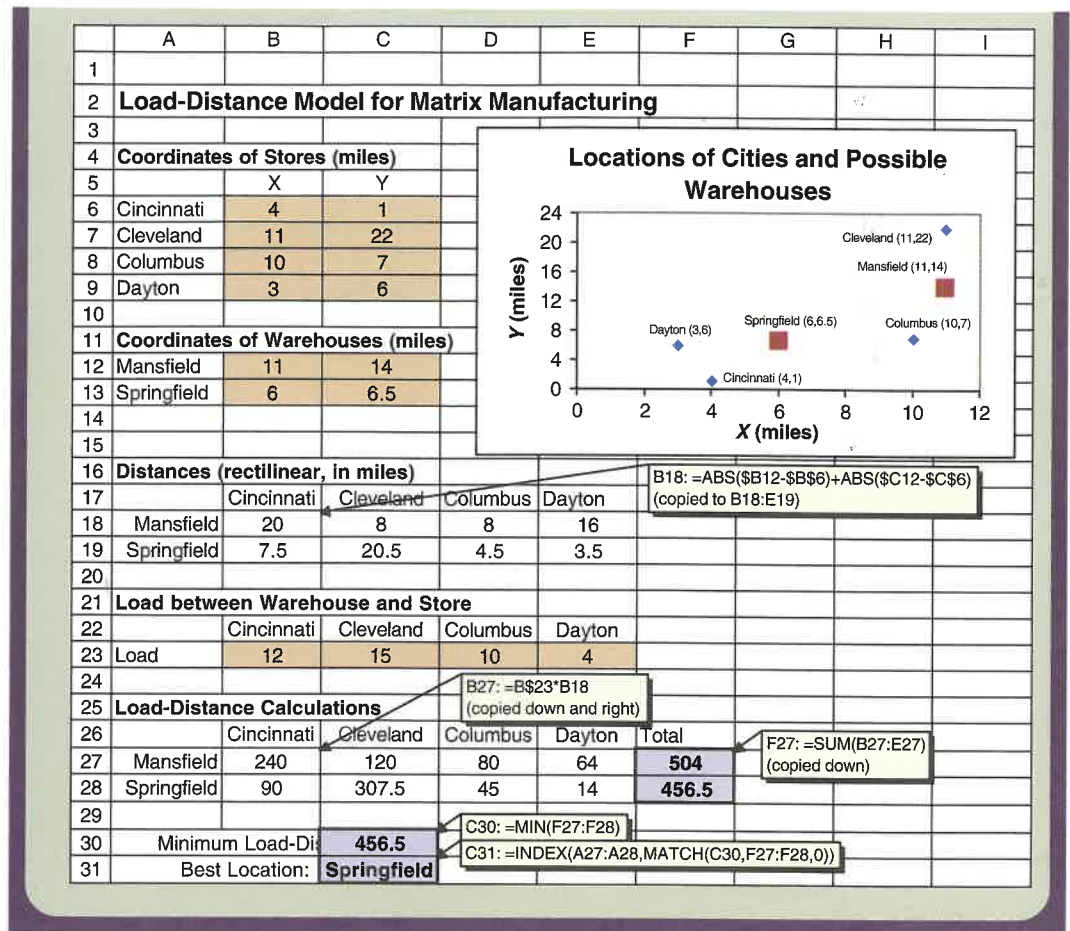 A B C D E F G H I
1
2 Load-Distance Model for Matrix Manufacturing
3
4 Coordinates of Stores (miles)
5 X Y
6 Cincinnati 4 1
7 Cleveland 11 22
8 Columbus 10 7
9 Dayton 3 6
10
11 Coordinates of Warehouses (miles)
12 Mansfield 11 14
13 Springfield 6 6.5
14
15
Locations of Cities and Possible
Warehouses
24
20
16
12
8
4
0
Y (miles)
Cleveland (11,22)
Mansfield (11,14)
Springfield (6,6.5)
Columbus (10,7)
Dayton (3,6)
Cincinnati (4,1)
0 2 4 6 8 10 12
X (miles)
16 Distances (rectilinear, in miles)
B18: =ABS($B12-$B$6)+ABS($C12-$C$6)
(copied to B18:E19)
17 Cincinnati Cleveland Columbus Dayton
18 Mansfield 20 8 8 16
19 Springfield 7.5 20.5 4.5 3.5
20
21 Load between Warehouse and Store
22 Cincinnati Cleveland Columbus Dayton
23 Load 12 15 10 4
24
B27: =B$23*B18
(copied down and right)
25 Load-Distance Calculations
26 Cincinnati Cleveland Columbus Dayton Total
27 Mansfield 240 120 80 64 504
28 Springfield 90 307.5 45 14 456.5
F27: =SUM(B27:E27)
(copied down)
29
30 Minimum Load-Di 456.5
C30: =MIN(F27:F28)
31 Best Location: Springfield
C31: =INDEX(A27:A28,MATCH(C30,F27:F28,0))